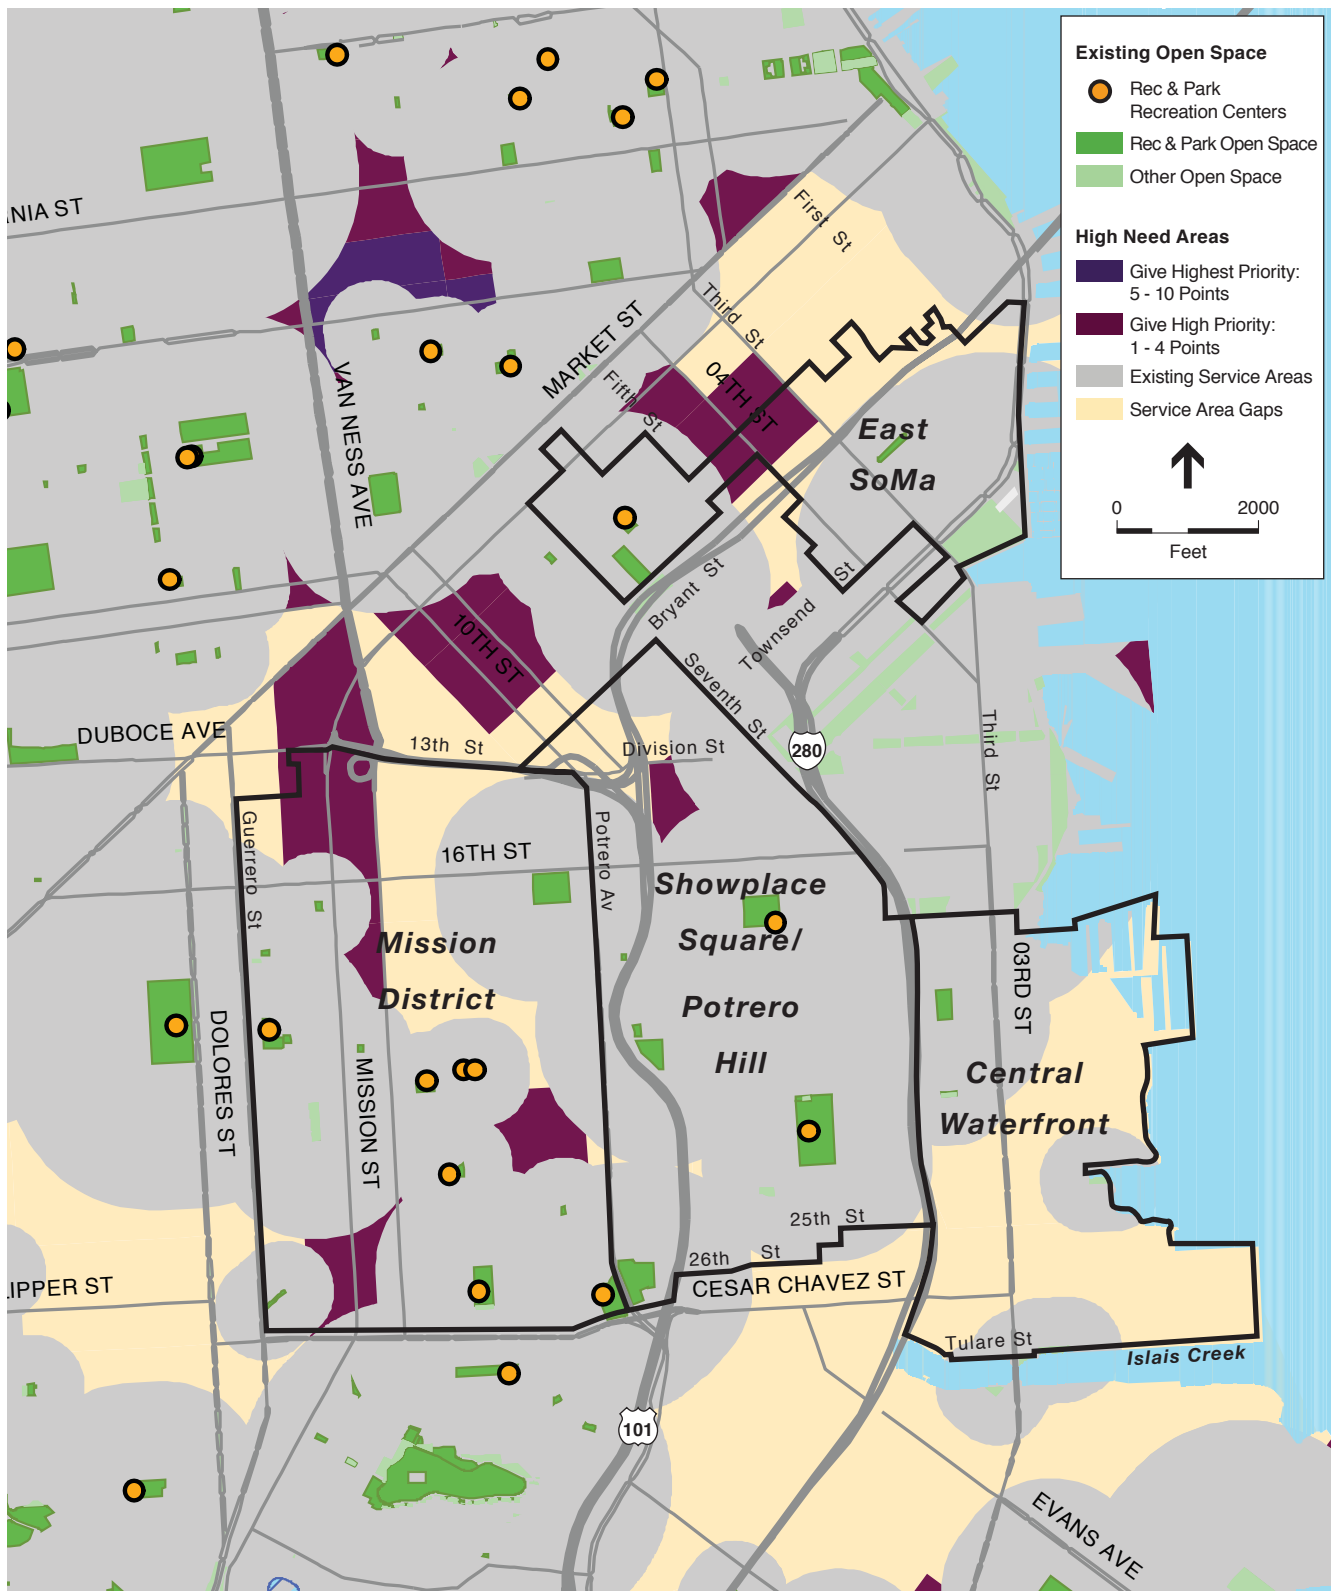 Existing Open Space
Rec & Park
Recreation Centers
Rec & Park Open Space
Other Open Space
High Need Areas
Give Highest Priority:
5 - 10 Points
Give High Priority:
1 - 4 Points
Existing Service Areas
Service Area Gaps
0 2000
Feet
NIA ST
First St
Third St
MARKET ST
VAN NESS AVE
Fifth St
04TH ST
East
SoMa
Bryant St
St
Townsend
10TH ST
Seventh St
DUBOCE AVE
13th St
Division St
280
Third St
Guerrero St
Potrero Av
16TH ST
Showplace
Square/
Potrero
Hill
Mission
District
03RD ST
DOLORES ST
MISSION ST
Central
Waterfront
25th St
26th St
CESAR CHAVEZ ST
IPPER ST
Tulare St
Islais Creek
101
EVANS AVE